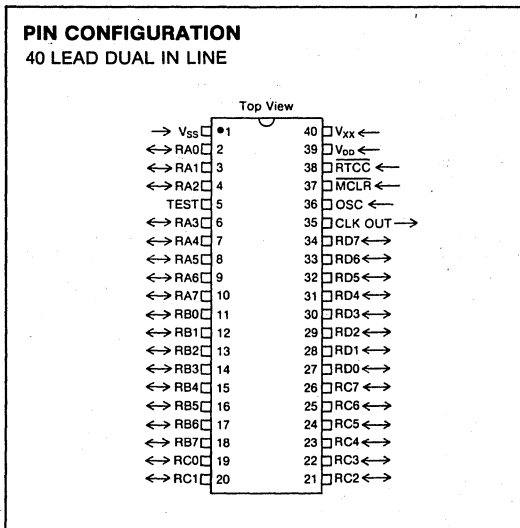 PIN CONFIGURATION
40 LEAD DUAL IN LINE
Top View
→ VSS 1 40 VXX ←
↔ RA0 2 39 VDD ←
↔ RA1 3 38 R̅T̅C̅C̅ ←
↔ RA2 4 37 M̅C̅L̅R̅ ←
TEST 5 36 OSC ←
↔ RA3 6 35 CLK OUT →
↔ RA4 7 34 RD7 ↔
↔ RA5 8 33 RD6 ↔
↔ RA6 9 32 RD5 ↔
↔ RA7 10 31 RD4 ↔
↔ RB0 11 30 RD3 ↔
↔ RB1 12 29 RD2 ↔
↔ RB2 13 28 RD1 ↔
↔ RB3 14 27 RD0 ↔
↔ RB4 15 26 RC7 ↔
↔ RB5 16 25 RC6 ↔
↔ RB6 17 24 RC5 ↔
↔ RB7 18 23 RC4 ↔
↔ RC0 19 22 RC3 ↔
↔ RC1 20 21 RC2 ↔